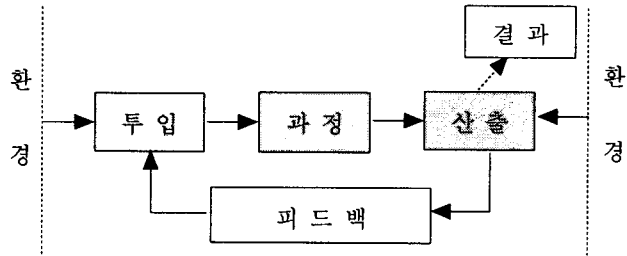 결 과
환
경
투 입
과 정
산 출
환
경
피 드 백